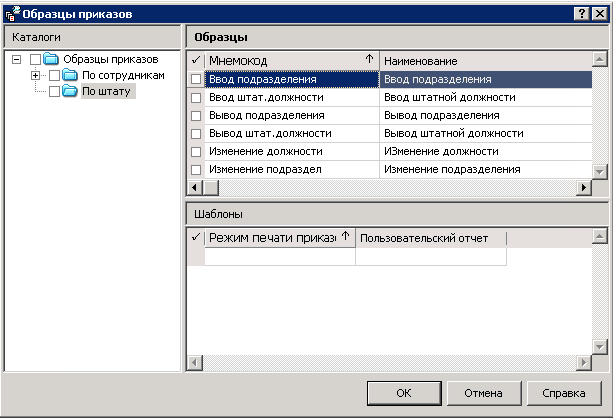 Образцы приказов
Каталоги
Образцы приказов
По сотрудникам
По штату
Образцы
Мнемокод Наименование
Ввод подразделения Ввод подразделения
Ввод штат.должности Ввод штатной должности
Вывод подразделения Вывод подразделения
Вывод штат.должности Вывод штатной должности
Изменение должности ИЗменение должности
Изменение подраздел Изменение подразделения
Шаблоны
Режим печати приказ Пользовательский отчет
ОК Отмена Справка